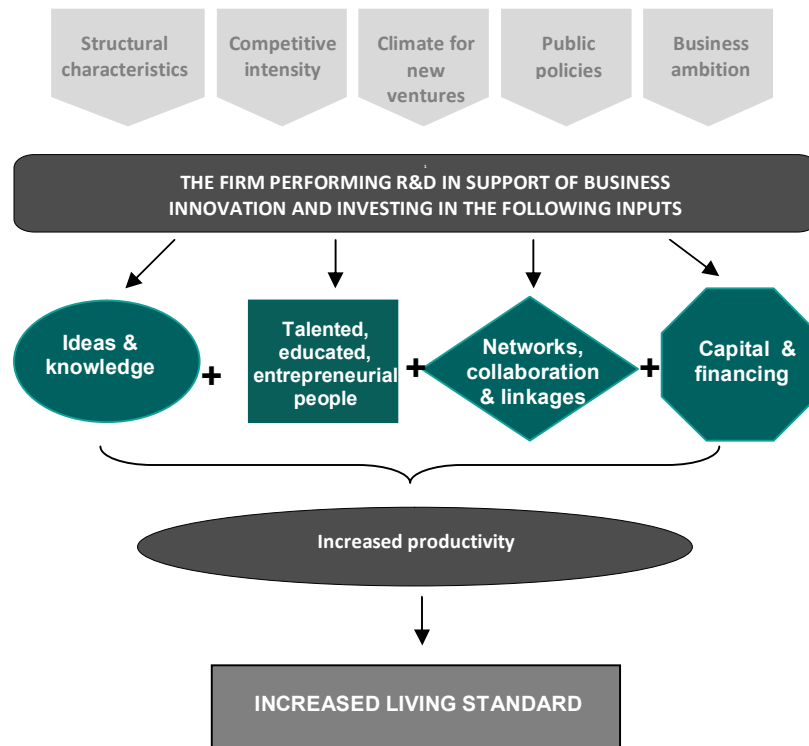 Structural
characteristics
Competitive
intensity
Climate for
new
ventures
Public
policies
Business
ambition
THE FIRM PERFORMING R&D IN SUPPORT OF BUSINESS
INNOVATION AND INVESTING IN THE FOLLOWING INPUTS
Ideas &
knowledge
+
Talented,
educated,
entrepreneurial
people
+
Networks,
collaboration
& linkages
+
Capital &
financing
Increased productivity
INCREASED LIVING STANDARD